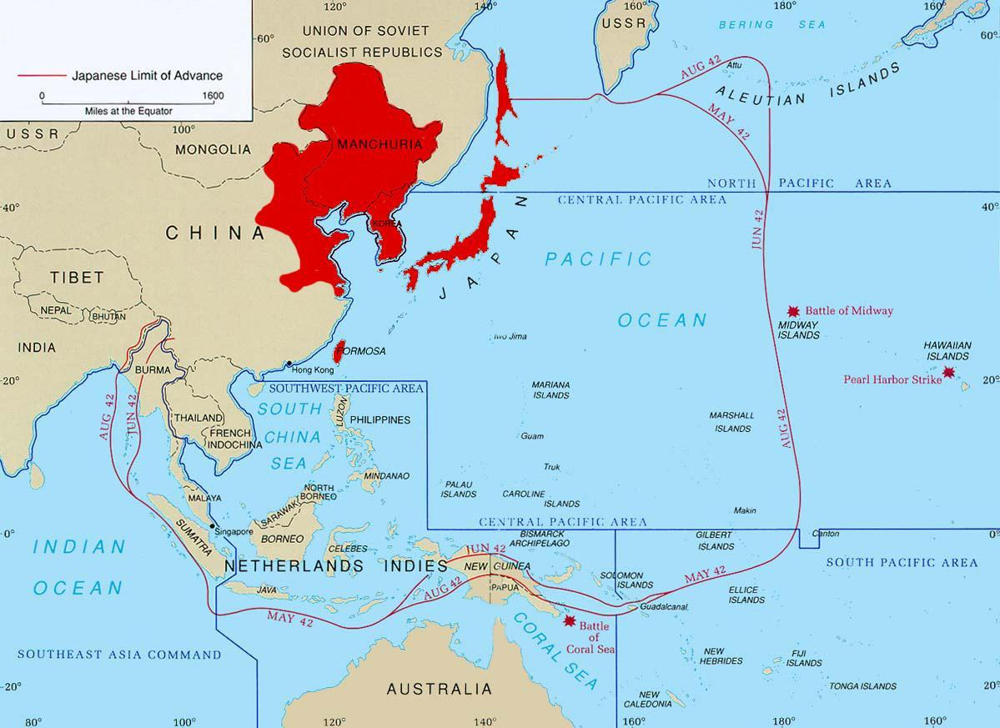 120°
140°
160°
180°
160°
60°
UNION OF SOVIET
SOCIALIST REPUBLICS
USSR
BERING SEA
60°
Japanese Limit of Advance
0
1600
Miles at the Equator
AUG 42
Attu
ALEUTIAN ISLANDS
MAY 42
USSR
100°
MONGOLIA
MANCHURIA
NORTH PACIFIC AREA
CENTRAL PACIFIC AREA
40°
40°
CHINA
KOREA
JAPAN
JUN 42
PACIFIC
OCEAN
TIBET
NEPAL
BHUTAN
INDIA
Battle of Midway
MIDWAY
ISLANDS
Iwo Jima
FORMOSA
HAWAIIAN
ISLANDS
Pearl Harbor Strike
BURMA
Hong Kong
20°
20°
SOUTHWEST PACIFIC AREA
MARIANA
ISLANDS
AUG 42
JUN 42
THAILAND
FRENCH
INDOCHINA
SOUTH
CHINA
SEA
LUZON
PHILIPPINES
MARSHALL
ISLANDS
AUG 42
Guam
Truk
MINDANAO
PALAU
ISLANDS
CAROLINE
ISLANDS
MALAYA
NORTH
BORNEO
SARAWAK
Makin
0°
Singapore
SUMATRA
BORNEO
CELEBES
CENTRAL PACIFIC AREA
BISMARCK
ARCHIPELAGO
GILBERT
ISLANDS
Canton
0°
INDIAN
OCEAN
NETHERLANDS INDIES
JUN 42
NEW GUINEA
PAPUA
AUG 42
SOLOMON
ISLANDS
MAY 42
SOUTH PACIFIC AREA
JAVA
MAY 42
Guadalcanal
ELLICE
ISLANDS
Battle
of
Coral Sea
CORAL SEA
SOUTHEAST ASIA COMMAND
NEW
HEBRIDES
FIJI
ISLANDS
TONGA ISLANDS
20°
20°
AUSTRALIA
NEW
CALEDONIA
80°
100°
120°
140°
160°
180°
160°